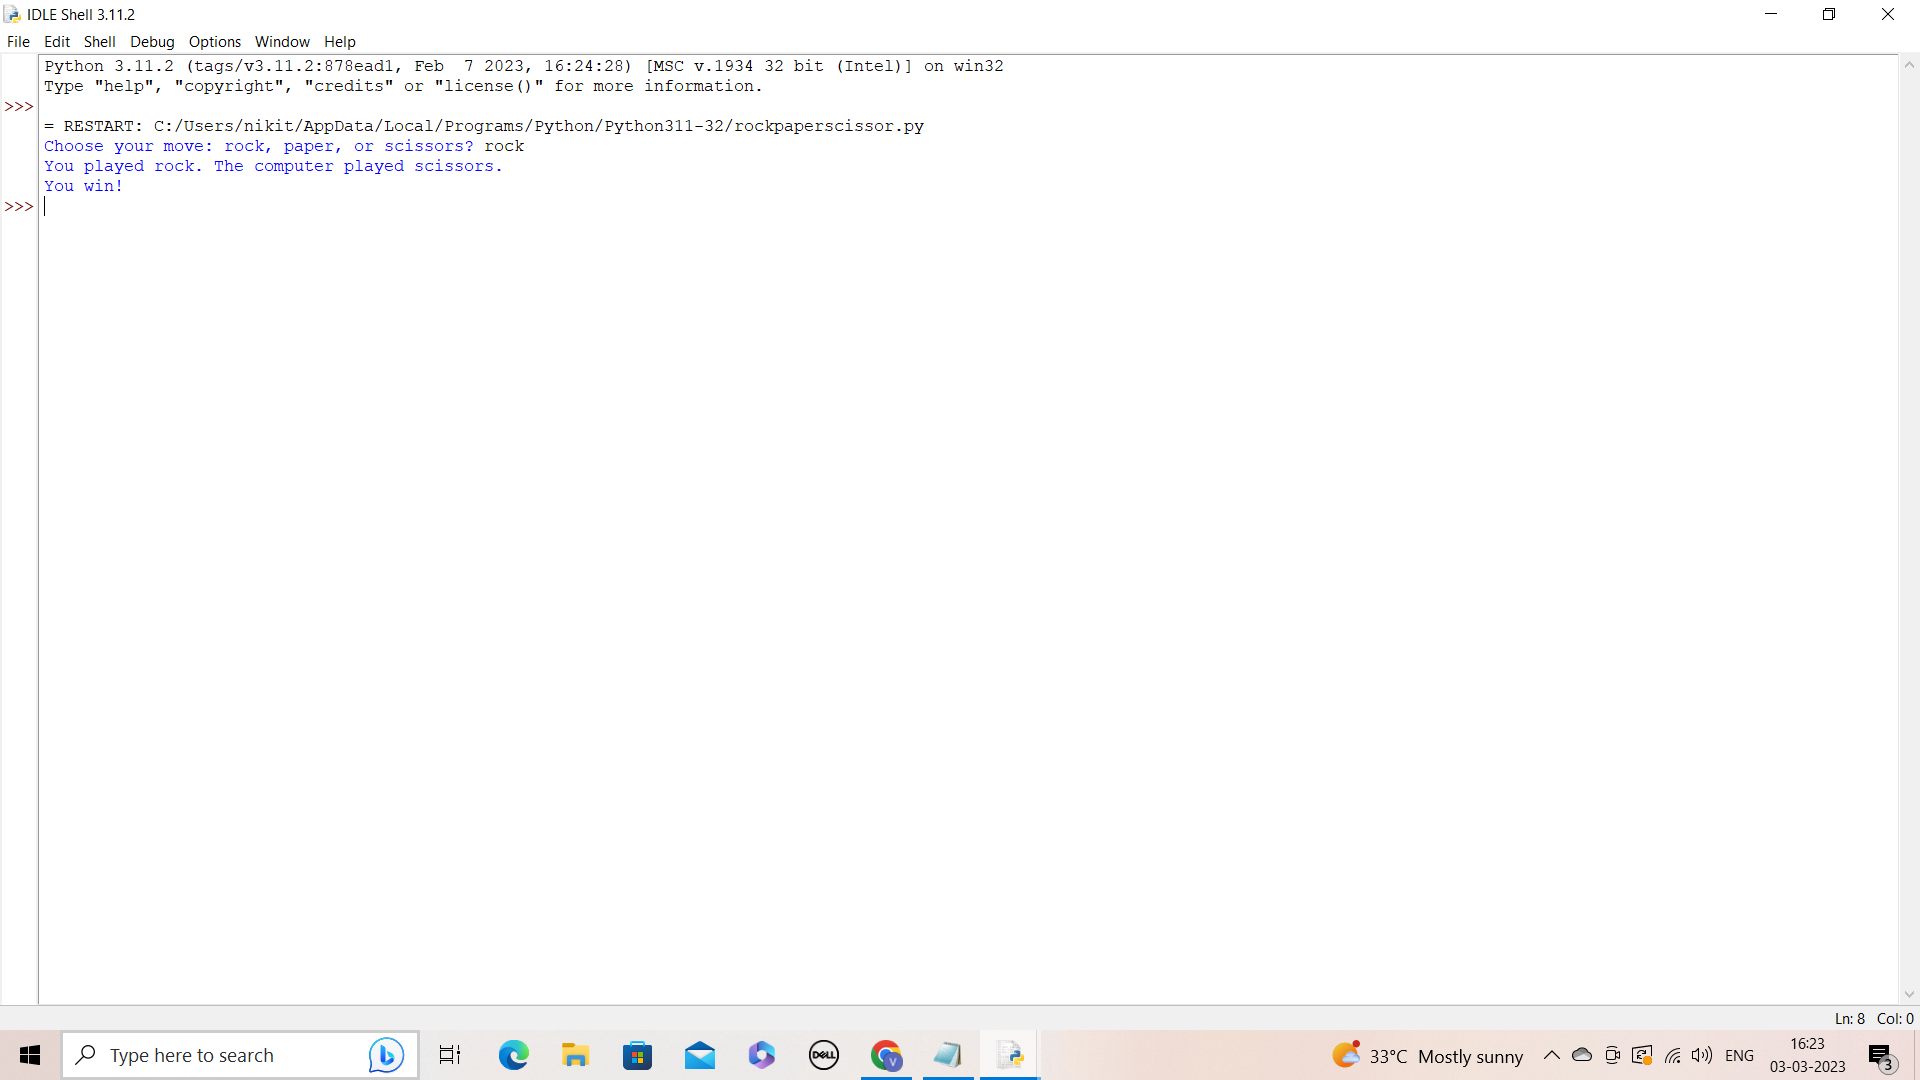 IDLE Shell 3.11.2
File Edit Shell Debug Options Window Help
Python 3.11.2 (tags/v3.11.2:878ead1, Feb  7 2023, 16:24:28) [MSC v.1934 32 bit (Intel)] on win32
Type "help", "copyright", "credits" or "license()" for more information.
>>>
= RESTART: C:/Users/nikit/AppData/Local/Programs/Python/Python311-32/rockpaperscissor.py
Choose your move: rock, paper, or scissors? rock
You played rock. The computer played scissors.
You win!
>>>
Ln: 8 Col: 0
Type here to search
DELL
V
33°C Mostly sunny
ENG
16:23
03-03-2023
3